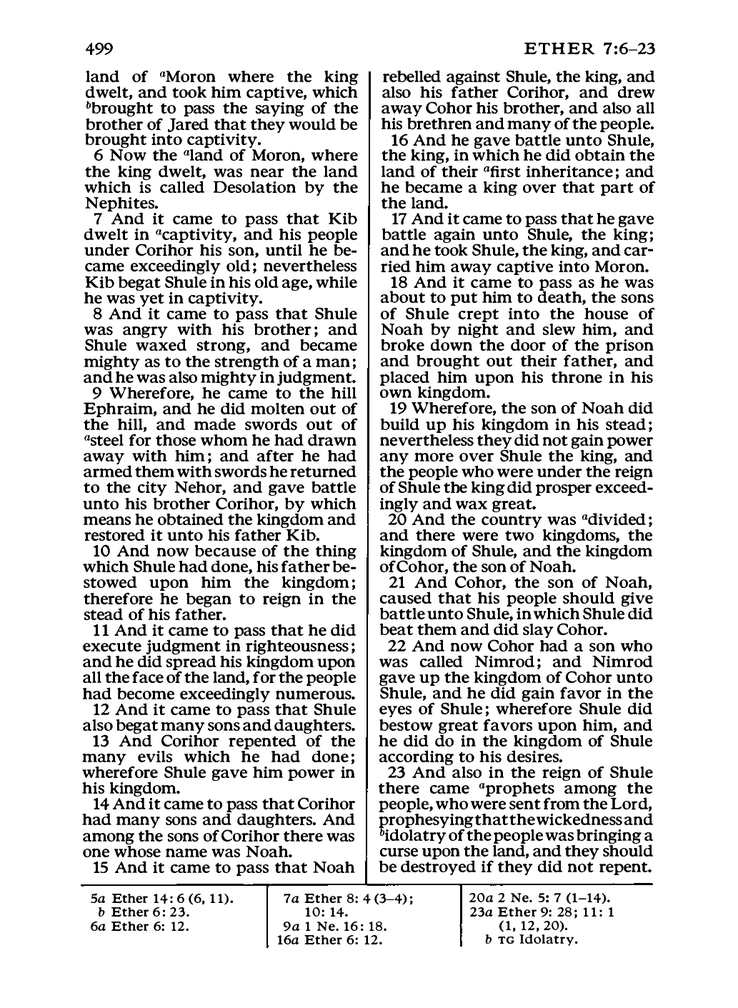 499
ETHER 7:6–23
land of aMoron where the king
dwelt, and took him captive, which
bbrought to pass the saying of the
brother of Jared that they would be
brought into captivity.
6 Now the aland of Moron, where
the king dwelt, was near the land
which is called Desolation by the
Nephites.
7 And it came to pass that Kib
dwelt in acaptivity, and his people
under Corihor his son, until he be-
came exceedingly old; nevertheless
Kib begat Shule in his old age, while
he was yet in captivity.
8 And it came to pass that Shule
was angry with his brother; and
Shule waxed strong, and became
mighty as to the strength of a man;
and he was also mighty in judgment.
9 Wherefore, he came to the hill
Ephraim, and he did molten out of
the hill, and made swords out of
asteel for those whom he had drawn
away with him; and after he had
armed them with swords he returned
to the city Nehor, and gave battle
unto his brother Corihor, by which
means he obtained the kingdom and
restored it unto his father Kib.
10 And now because of the thing
which Shule had done, his father be-
stowed upon him the kingdom;
therefore he began to reign in the
stead of his father.
11 And it came to pass that he did
execute judgment in righteousness;
and he did spread his kingdom upon
all the face of the land, for the people
had become exceedingly numerous.
12 And it came to pass that Shule
also begat many sons and daughters.
13 And Corihor repented of the
many evils which he had done;
wherefore Shule gave him power in
his kingdom.
14 And it came to pass that Corihor
had many sons and daughters. And
among the sons of Corihor there was
one whose name was Noah.
15 And it came to pass that Noah
rebelled against Shule, the king, and
also his father Corihor, and drew
away Cohor his brother, and also all
his brethren and many of the people.
16 And he gave battle unto Shule,
the king, in which he did obtain the
land of their afirst inheritance; and
he became a king over that part of
the land.
17 And it came to pass that he gave
battle again unto Shule, the king;
and he took Shule, the king, and car-
ried him away captive into Moron.
18 And it came to pass as he was
about to put him to death, the sons
of Shule crept into the house of
Noah by night and slew him, and
broke down the door of the prison
and brought out their father, and
placed him upon his throne in his
own kingdom.
19 Wherefore, the son of Noah did
build up his kingdom in his stead;
nevertheless they did not gain power
any more over Shule the king, and
the people who were under the reign
of Shule the king did prosper exceed-
ingly and wax great.
20 And the country was adivided;
and there were two kingdoms, the
kingdom of Shule, and the kingdom
of Cohor, the son of Noah.
21 And Cohor, the son of Noah,
caused that his people should give
battle unto Shule, in which Shule did
beat them and did slay Cohor.
22 And now Cohor had a son who
was called Nimrod; and Nimrod
gave up the kingdom of Cohor unto
Shule, and he did gain favor in the
eyes of Shule; wherefore Shule did
bestow great favors upon him, and
he did do in the kingdom of Shule
according to his desires.
23 And also in the reign of Shule
there came aprophets among the
people, who were sent from the Lord,
prophesying that the wickedness and
bidolatry of the people was bringing a
curse upon the land, and they should
be destroyed if they did not repent.
5a Ether 14: 6 (6, 11).
b Ether 6: 23.
6a Ether 6: 12.
7a Ether 8: 4 (3–4);
10: 14.
9a 1 Ne. 16: 18.
16a Ether 6: 12.
20a 2 Ne. 5: 7 (1–14).
23a Ether 9: 28; 11: 1
(1, 12, 20).
b TG Idolatry.